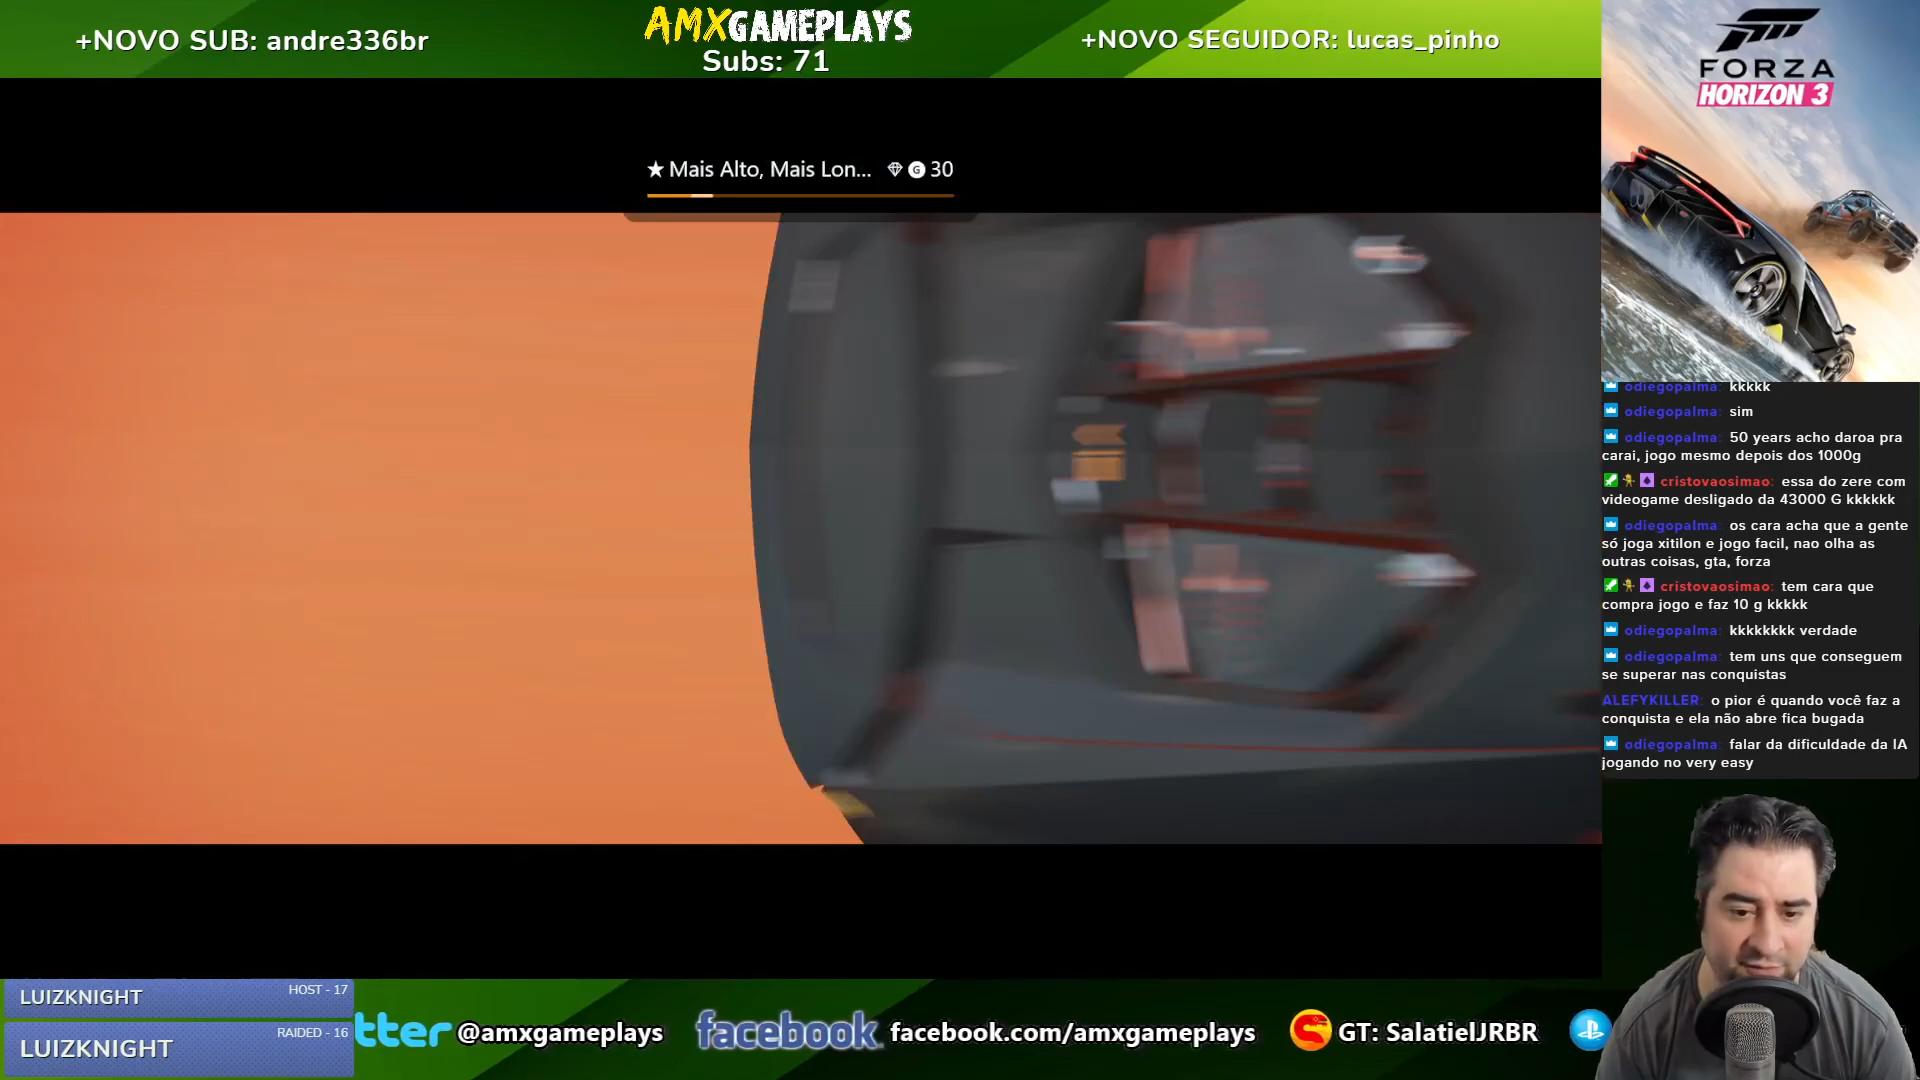 +NOVO SUB: andre336br
AMXGAMEPLAYS
Subs: 71
+NOVO SEGUIDOR: lucas_pinho
FORZA
HORIZON 3
★ Mais Alto, Mais Lon... G 30
odiegopalma: kkkkk
odiegopalma: sim
odiegopalma: 50 years acho daroa pra
carai, jogo mesmo depois dos 1000g
cristovaosimao: essa do zere com
videogame desligado da 43000 G kkkkkk
odiegopalma: os cara acha que a gente
só joga xitilon e jogo facil, nao olha as
outras coisas, gta, forza
cristovaosimao: tem cara que
compra jogo e faz 10 g kkkkk
odiegopalma: kkkkkkkk verdade
odiegopalma: tem uns que conseguem
se superar nas conquistas
ALEFYKILLER: o pior é quando você faz a
conquista e ela não abre fica bugada
odiegopalma: falar da dificuldade da IA
jogando no very easy
LUIZKNIGHT HOST - 17
LUIZKNIGHT RAIDED - 16
tter @amxgameplays
facebook facebook.com/amxgameplays
GT: SalatielJRBR